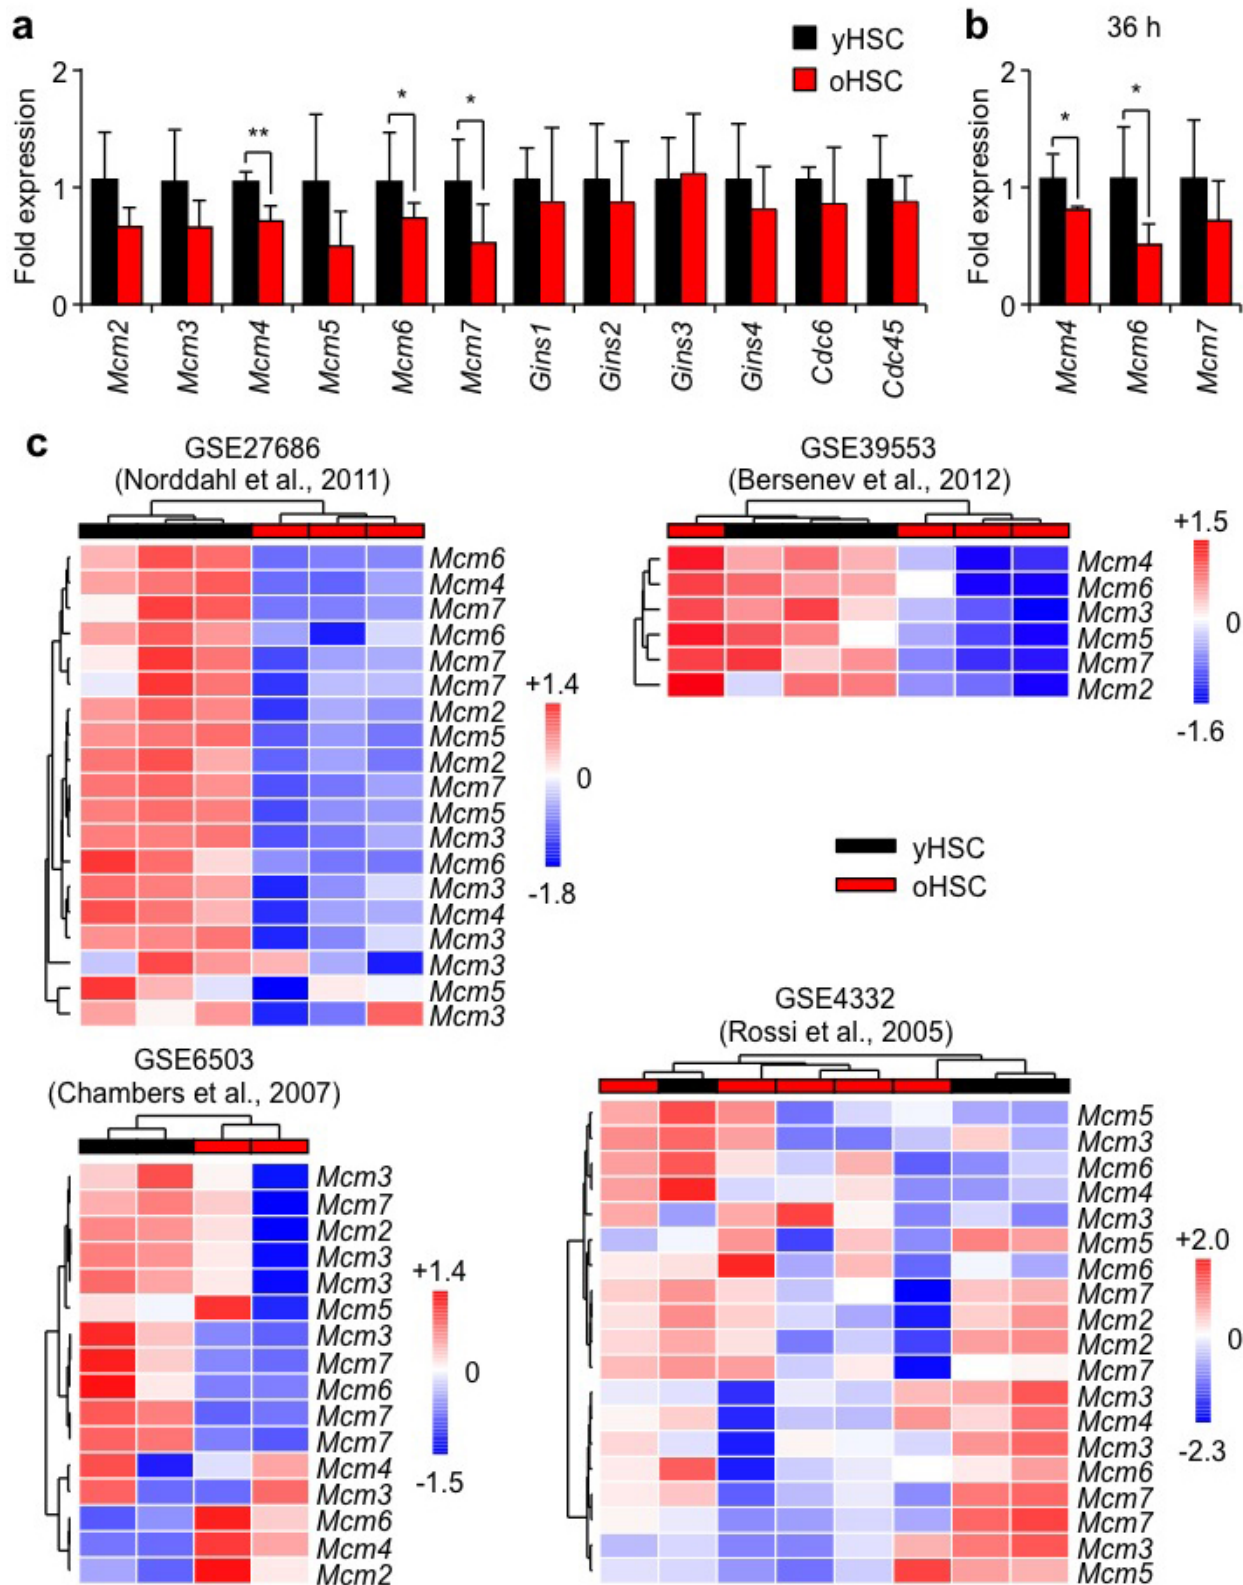 a
yHSC
oHSC
Fold expression
2
1
0
**
*
*
Mcm2
Mcm3
Mcm4
Mcm5
Mcm6
Mcm7
Gins1
Gins2
Gins3
Gins4
Cdc6
Cdc45
b
36 h
Fold expression
2
1
0
*
*
Mcm4
Mcm6
Mcm7
c
GSE27686
(Norddahl et al., 2011)
Mcm6
Mcm4
Mcm7
Mcm6
Mcm7
Mcm7
Mcm2
Mcm5
Mcm2
Mcm7
Mcm5
Mcm3
Mcm6
Mcm3
Mcm4
Mcm3
Mcm3
Mcm5
Mcm3
+1.4
0
-1.8
GSE39553
(Bersenev et al., 2012)
Mcm4
Mcm6
Mcm3
Mcm5
Mcm7
Mcm2
+1.5
0
-1.6
yHSC
oHSC
GSE6503
(Chambers et al., 2007)
Mcm3
Mcm7
Mcm2
Mcm3
Mcm3
Mcm5
Mcm3
Mcm7
Mcm6
Mcm7
Mcm7
Mcm4
Mcm3
Mcm6
Mcm4
Mcm2
+1.4
0
-1.5
GSE4332
(Rossi et al., 2005)
Mcm5
Mcm3
Mcm6
Mcm4
Mcm3
Mcm5
Mcm6
Mcm7
Mcm2
Mcm2
Mcm7
Mcm3
Mcm4
Mcm3
Mcm6
Mcm7
Mcm7
Mcm3
Mcm5
+2.0
0
-2.3